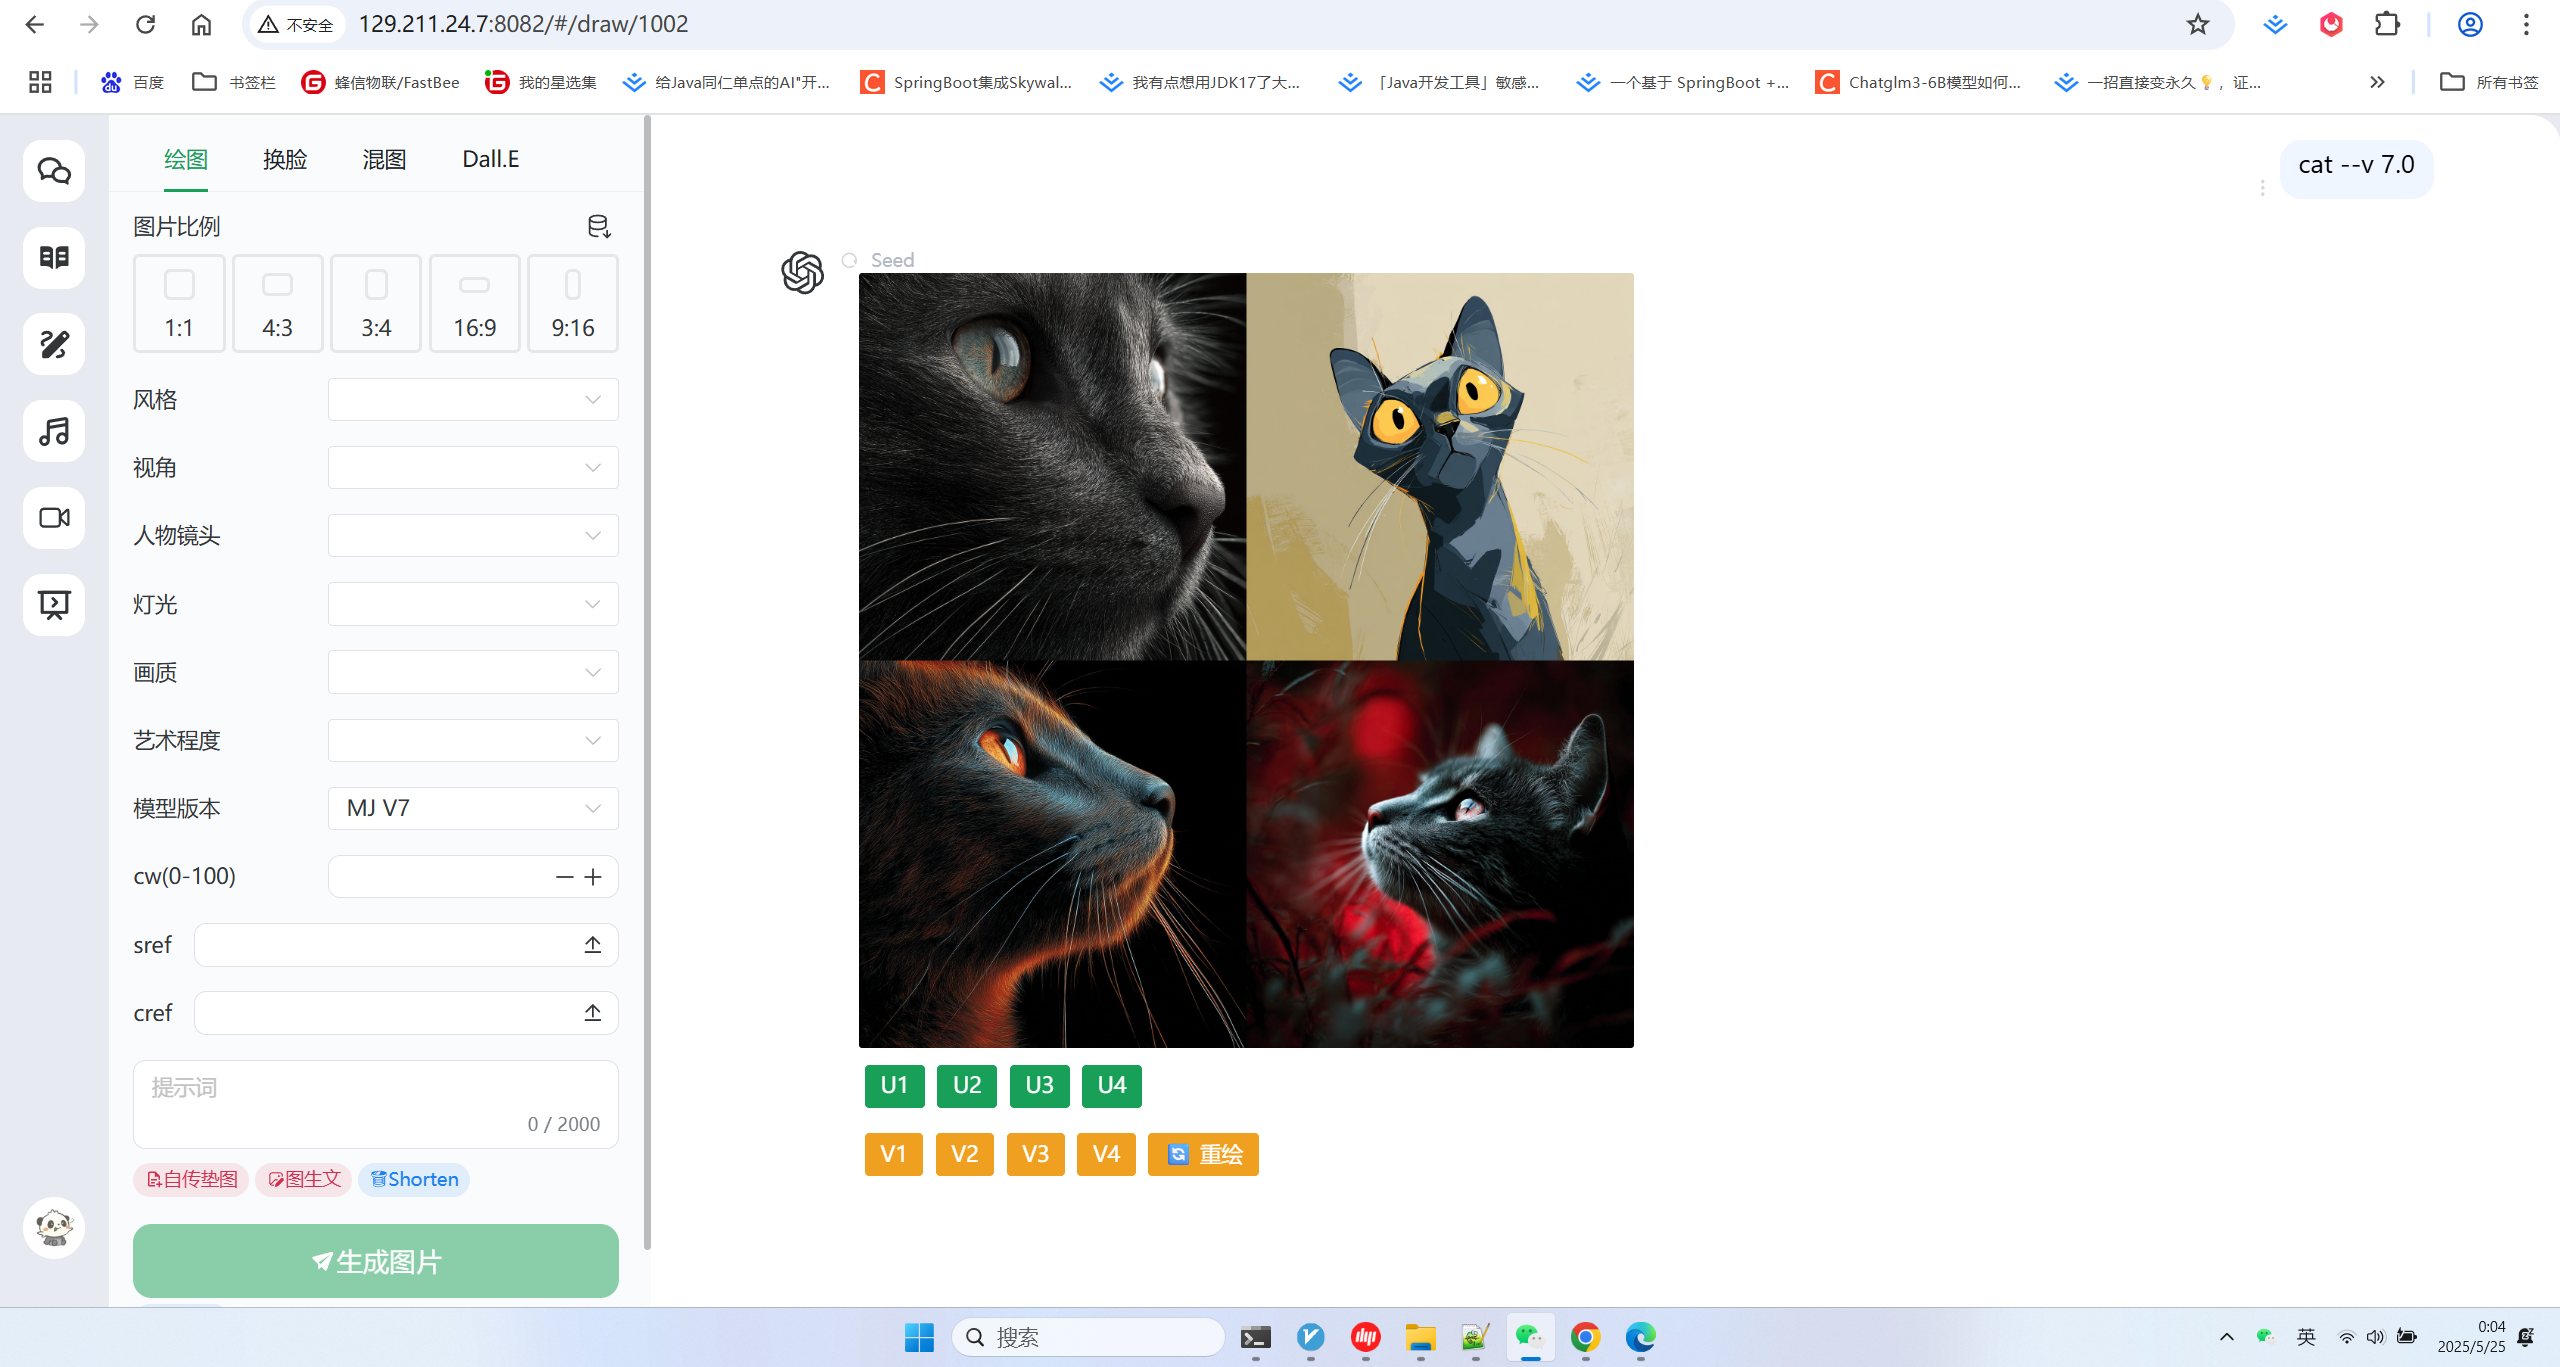 不安全
129.211.24.7:8082/#/draw/1002
百度
书签栏
蜂信物联/FastBee
我的星选集
给Java同仁单点的AI"开...
SpringBoot集成Skywal...
我有点想用JDK17了大...
「Java开发工具」敏感...
一个基于 SpringBoot +...
Chatglm3-6B模型如何...
一招直接变永久💡，证...
所有书签
绘图
换脸
混图
Dall.E
图片比例
1:1
4:3
3:4
16:9
9:16
风格
视角
人物镜头
灯光
画质
艺术程度
模型版本
MJ V7
cw(0-100)
sref
cref
提示词
0 / 2000
自传垫图
图生文
Shorten
生成图片
cat --v 7.0
Seed
U1
U2
U3
U4
V1
V2
V3
V4
重绘
搜索
英
0:04
2025/5/25